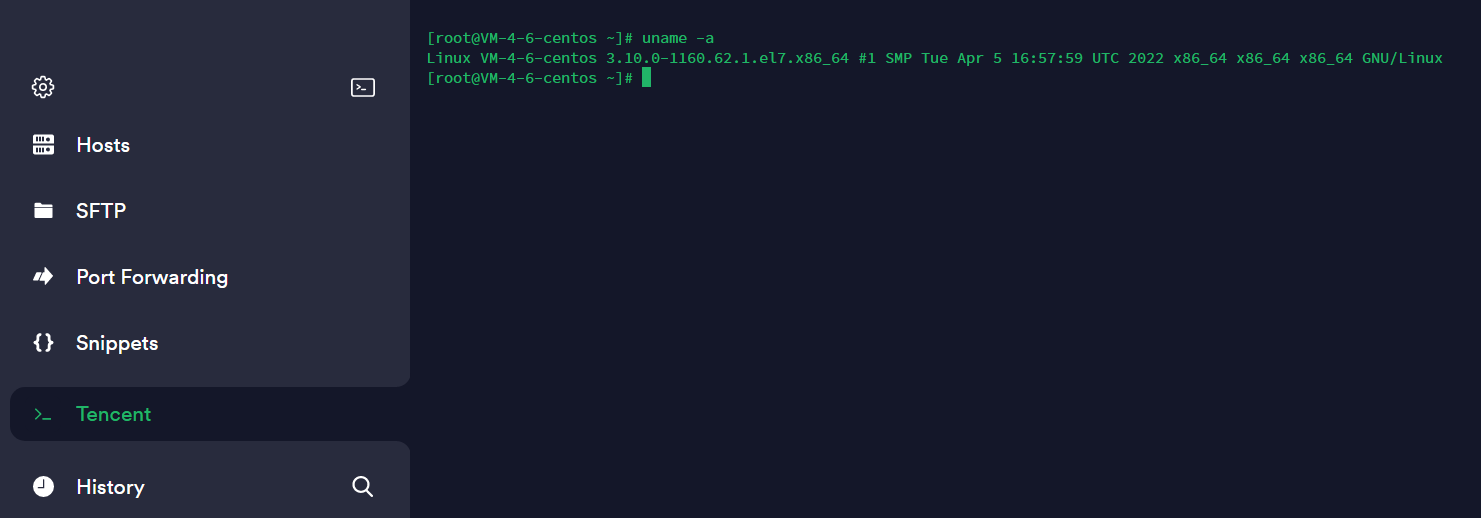 Hosts
SFTP
Port Forwarding
Snippets
Tencent
History
[root@VM-4-6-centos ~]# uname -a
Linux VM-4-6-centos 3.10.0-1160.62.1.el7.x86_64 #1 SMP Tue Apr 5 16:57:59 UTC 2022 x86_64 x86_64 x86_64 GNU/Linux
[root@VM-4-6-centos ~]#